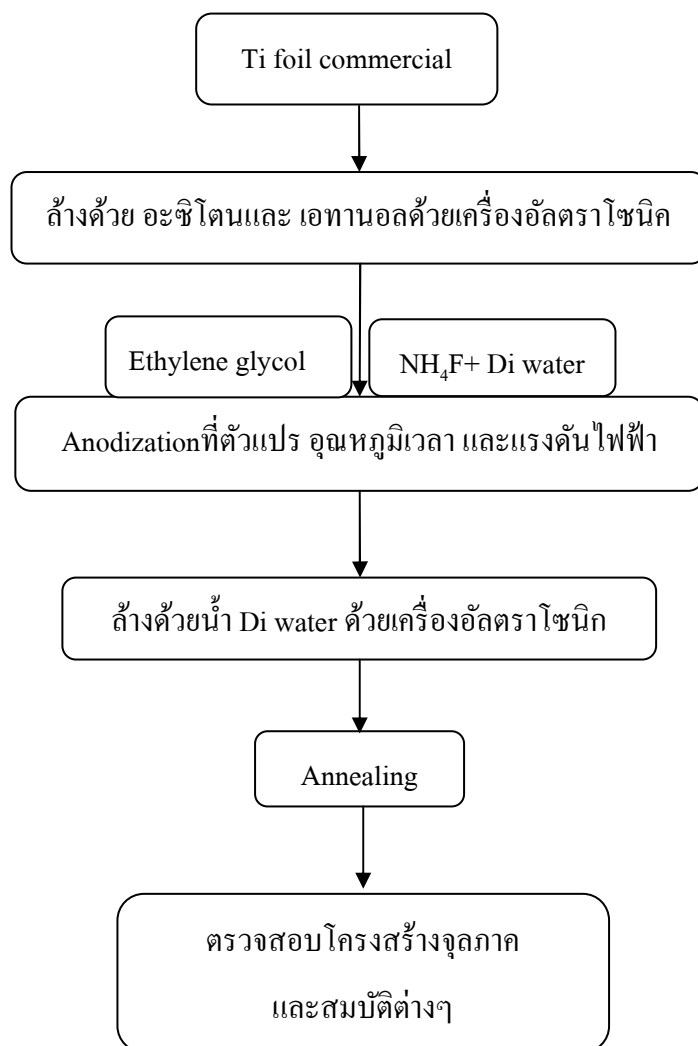 Ti foil commercial
ล้างด้วย อะซิโตนและ เอทานอลด้วยเครื่องอัลตราโซนิค
Ethylene glycol
NH₄F+ Di water
Anodizationที่ตัวแปร อุณหภูมิเวลา และแรงดันไฟฟ้า
ล้างด้วยน้ำ Di water ด้วยเครื่องอัลตราโซนิก
Annealing
ตรวจสอบโครงสร้างจุลภาค
และสมบัติต่างๆ